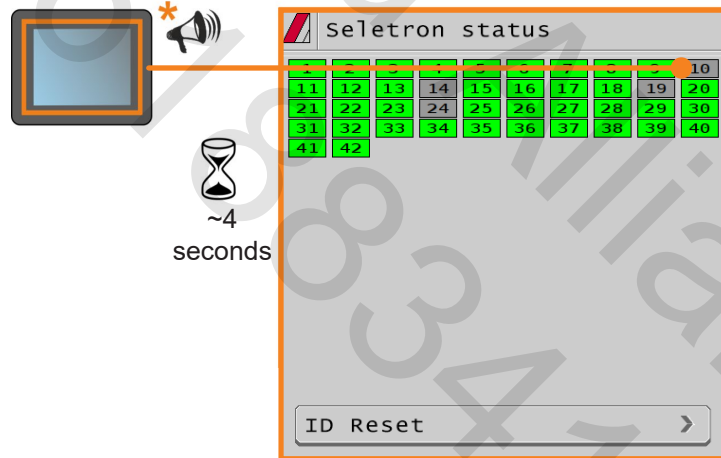 *
Seletron status
1 2 3 4 5 6 7 8 9 10
11 12 13 14 15 16 17 18 19 20
21 22 23 24 25 26 27 28 29 30
31 32 33 34 35 36 37 38 39 40
41 42
~4
seconds
ID Reset